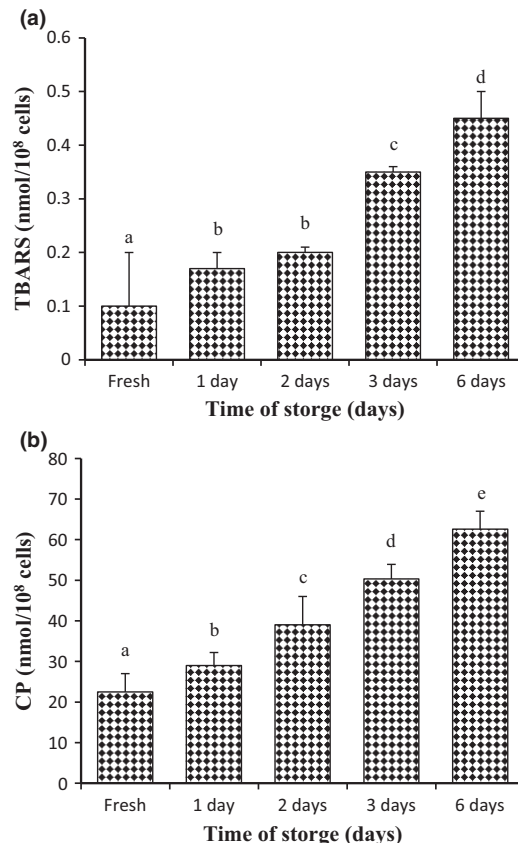 (a)
TBARS (nmol/10⁸ cells)
0.6
0.5
0.4
0.3
0.2
0.1
0
a
b
b
c
d
Fresh 1 day 2 days 3 days 6 days
Time of storge (days)
(b)
CP (nmol/10⁸ cells)
80
70
60
50
40
30
20
10
0
a
b
c
d
e
Fresh 1 day 2 days 3 days 6 days
Time of storge (days)